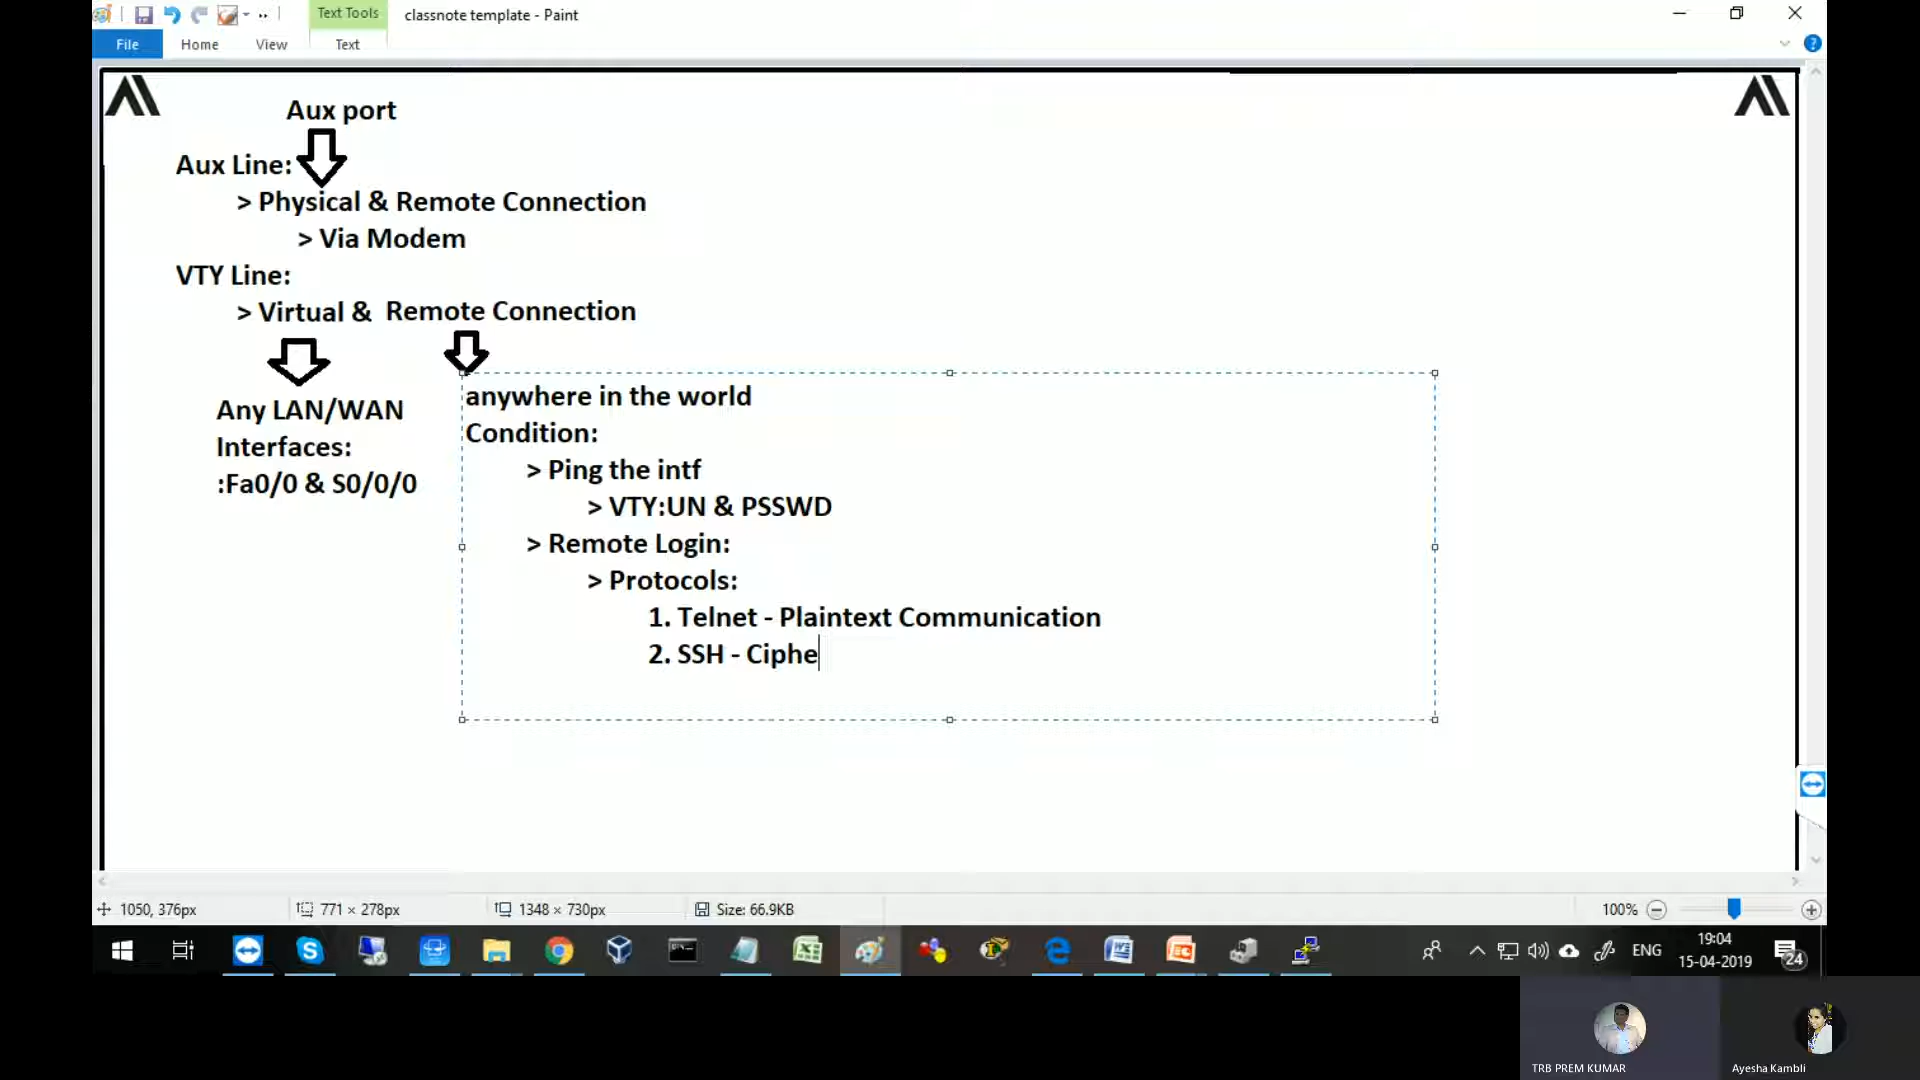 Text Tools
classnote template - Paint
File
Home
View
Text
Aux port
Aux Line:
> Physical & Remote Connection
> Via Modem
VTY Line:
> Virtual & Remote Connection
Any LAN/WAN
Interfaces:
:Fa0/0 & S0/0/0
anywhere in the world
Condition:
> Ping the intf
> VTY:UN & PSSWD
> Remote Login:
> Protocols:
1. Telnet - Plaintext Communication
2. SSH - Ciphe
1050, 376px
771 × 278px
1348 × 730px
Size: 66.9KB
100%
ENG
19:04
15-04-2019
24
TRB PREM KUMAR
Ayesha Kambli